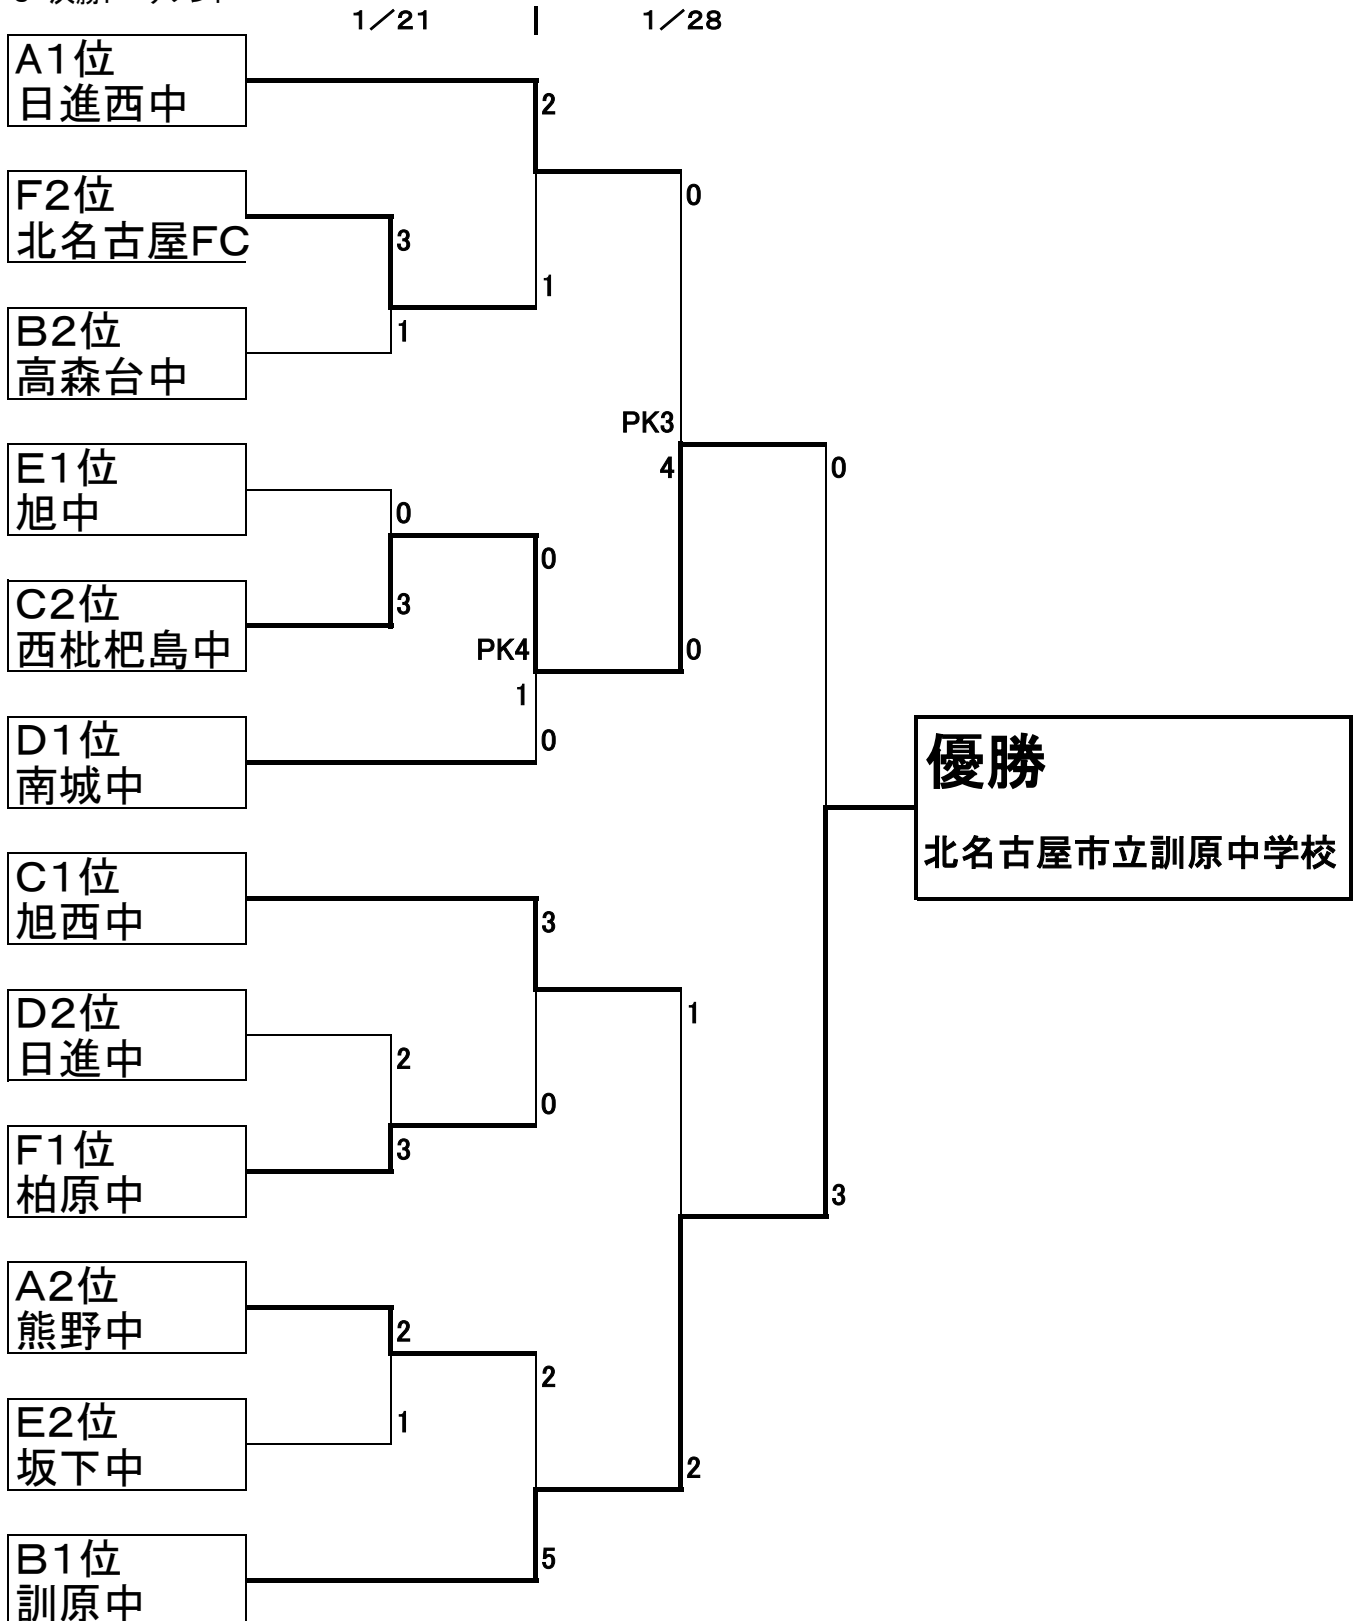 1／21
1／28
A1位
日進西中
2
F2位
北名古屋FC
0
3
1
B2位
高森台中
1
PK3
E1位
旭中
4
0
0
0
C2位
西枇杷島中
3
PK4
0
1
D1位
南城中
0
優勝
北名古屋市立訓原中学校
C1位
旭西中
3
D2位
日進中
1
2
0
F1位
柏原中
3
3
A2位
熊野中
2
2
E2位
坂下中
1
2
B1位
訓原中
5